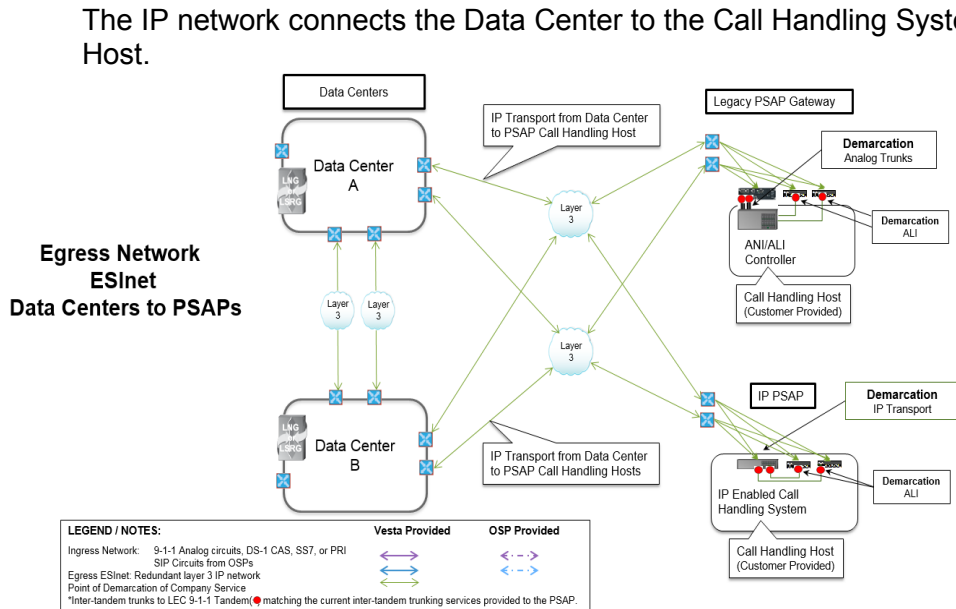 The IP network connects the Data Center to the Call Handling Syste
Host.
Data Centers
Legacy PSAP Gateway
IP Transport from Data Center
to PSAP Call Handling Host
Demarcation
Analog Trunks
Data Center
A
LNG
LSRG
Layer
3
Demarcation
ALI
ANI/ALI
Controller
Egress Network
ESInet
Data Centers to PSAPs
Layer
3
Layer
3
Call Handling Host
(Customer Provided)
Layer
3
IP PSAP
Demarcation
IP Transport
LNG
LSRG
Data Center
B
IP Transport from Data Center
to PSAP Call Handling Hosts
Demarcation
ALI
IP Enabled Call
Handling System
Call Handling Host
(Customer Provided)
LEGEND / NOTES: Vesta Provided OSP Provided
Ingress Network: 9-1-1 Analog circuits, DS-1 CAS, SS7, or PRI
SIP Circuits from OSPs
Egress ESInet: Redundant layer 3 IP network
Point of Demarcation of Company Service
*Inter-tandem trunks to LEC 9-1-1 Tandem( matching the current inter-tandem trunking services provided to the PSAP.